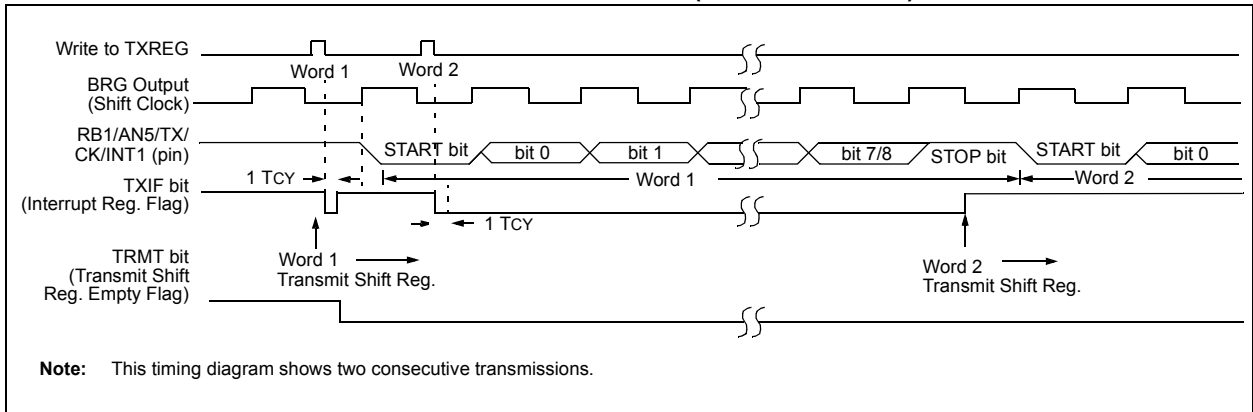 Write to TXREG
Word 1
Word 2
BRG Output
(Shift Clock)
RB1/AN5/TX/
CK/INT1 (pin)
START bit
bit 0
bit 1
bit 7/8
STOP bit
START bit
bit 0
1 TCY
Word 1
Word 2
TXIF bit
(Interrupt Reg. Flag)
1 TCY
Word 1
Transmit Shift Reg.
Word 2
Transmit Shift Reg.
TRMT bit
(Transmit Shift
Reg. Empty Flag)
Note: This timing diagram shows two consecutive transmissions.